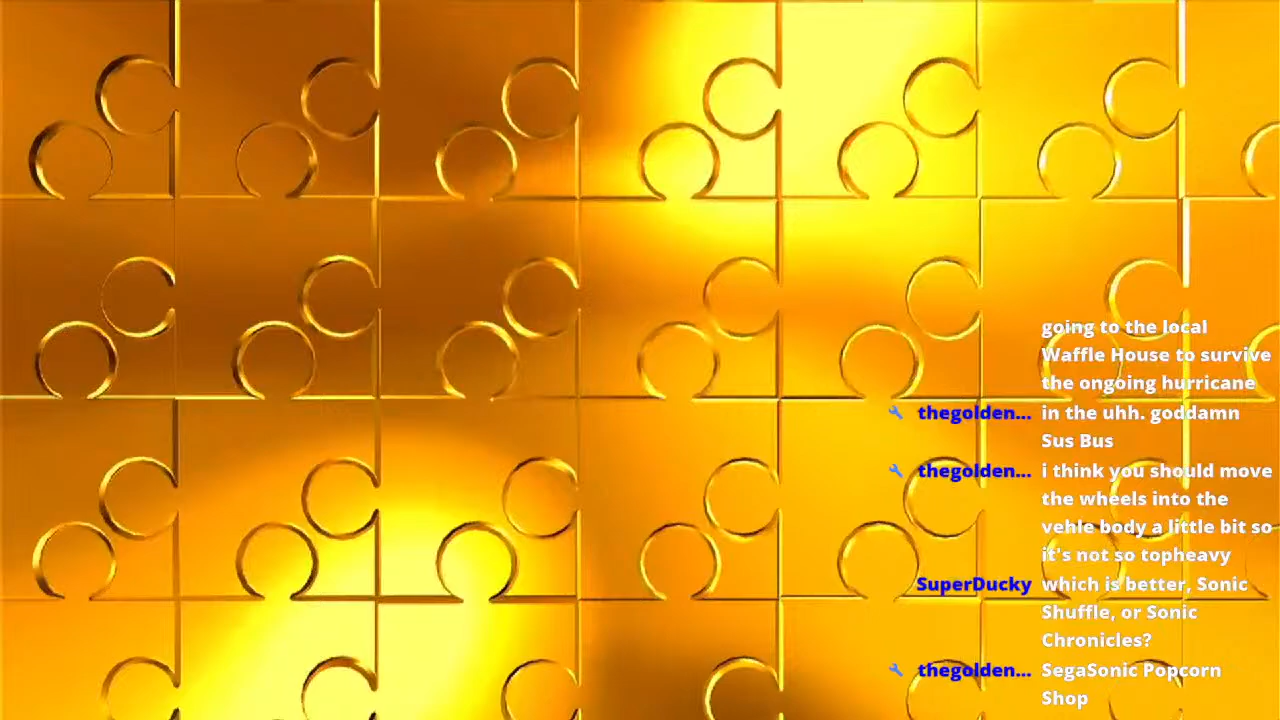 going to the local
Waffle House to survive
the ongoing hurricane
thegolden... in the uhh. goddamn
Sus Bus
thegolden... i think you should move
the wheels into the
vehle body a little bit so
it's not so topheavy
SuperDucky which is better, Sonic
Shuffle, or Sonic
Chronicles?
thegolden... SegaSonic Popcorn
Shop